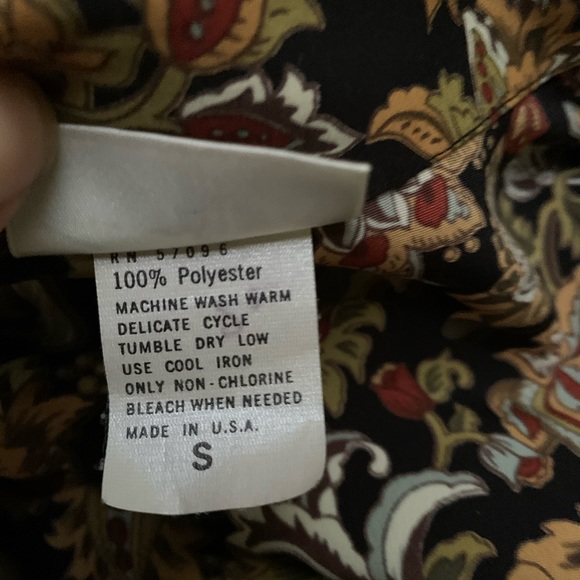 RN 57096
100% Polyester
MACHINE WASH WARM
DELICATE CYCLE
TUMBLE DRY LOW
USE COOL IRON
ONLY NON-CHLORINE
BLEACH WHEN NEEDED
MADE IN U.S.A.
S